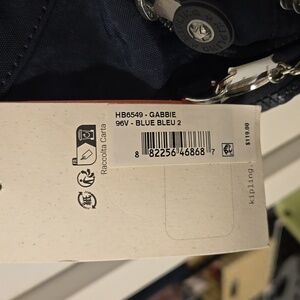 HB6549 - GABBIE
96V - BLUE BLEU 2
8 82256 46868 7
$119.00
Raccolta Carta
kipling